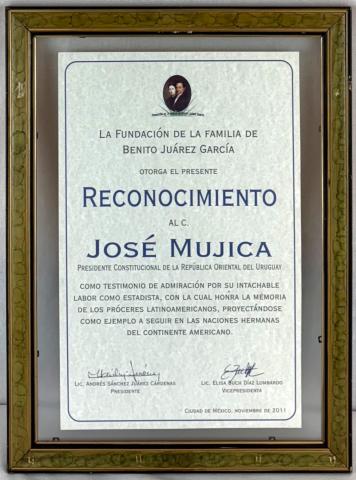 LA FUNDACIÓN DE LA FAMILIA DE
BENITO JUÁREZ GARCÍA
OTORGA EL PRESENTE
RECONOCIMIENTO
AL C.
JOSÉ MUJICA
PRESIDENTE CONSTITUCIONAL DE LA REPÚBLICA ORIENTAL DEL URUGUAY
COMO TESTIMONIO DE ADMIRACIÓN POR SU INTACHABLE
LABOR COMO ESTADISTA, CON LA CUAL HONRA LA MEMORIA
DE LOS PRÓCERES LATINOAMERICANOS, PROYECTÁNDOSE
COMO EJEMPLO A SEGUIR EN LAS NACIONES HERMANAS
DEL CONTINENTE AMERICANO.
LIC. ANDRÉS SÁNCHEZ JUÁREZ CÁRDENAS
PRESIDENTE
LIC. ELISA BUCH DÍAZ LOMBARDO
VICEPRESIDENTA
CIUDAD DE MÉXICO, NOVIEMBRE DE 2011